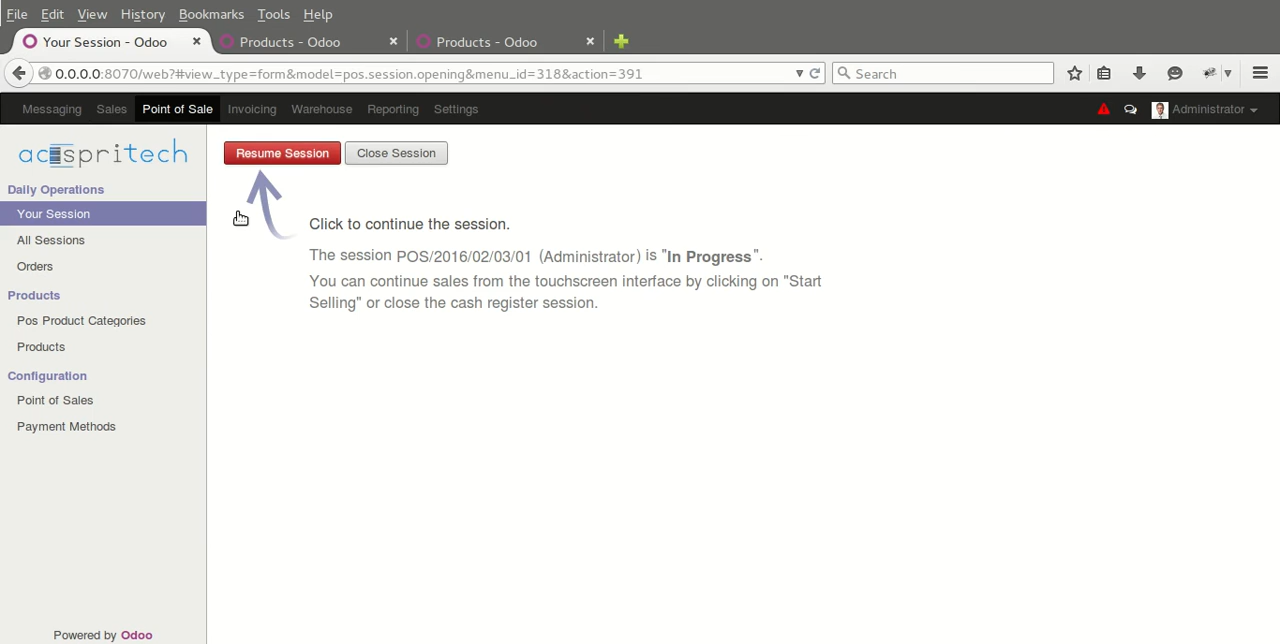 File Edit View History Bookmarks Tools Help
Your Session - Odoo Products - Odoo Products - Odoo
0.0.0.0:8070/web?#view_type=form&model=pos.session.opening&menu_id=318&action=391 Search
Messaging Sales Point of Sale Invoicing Warehouse Reporting Settings Administrator
acespritech
Resume Session Close Session
Daily Operations
Your Session
All Sessions
Orders
Products
Pos Product Categories
Products
Configuration
Point of Sales
Payment Methods
Click to continue the session.
The session POS/2016/02/03/01 (Administrator) is "In Progress".
You can continue sales from the touchscreen interface by clicking on "Start
Selling" or close the cash register session.
Powered by Odoo